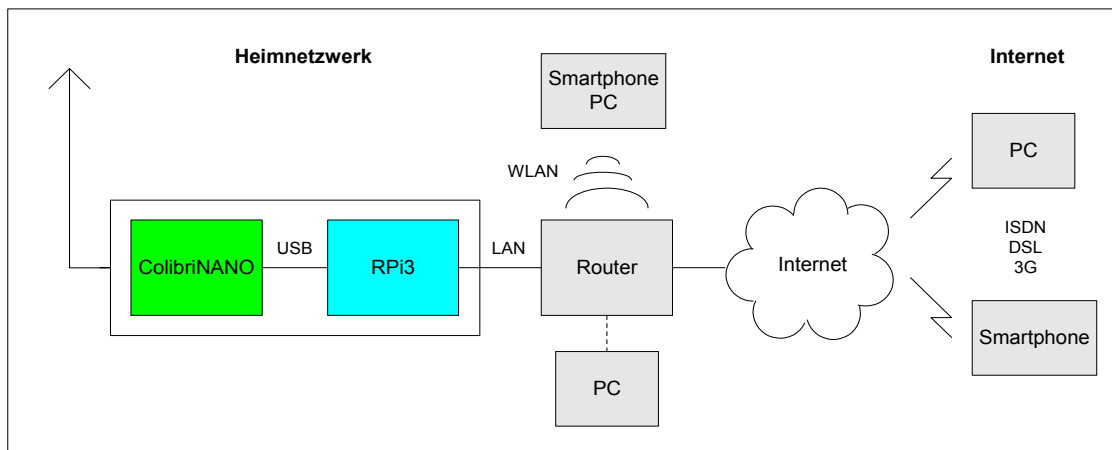 Heimnetzwerk
Internet
Smartphone
PC
WLAN
PC
ColibriNANO
USB
RPi3
LAN
Router
Internet
ISDN
DSL
3G
PC
Smartphone